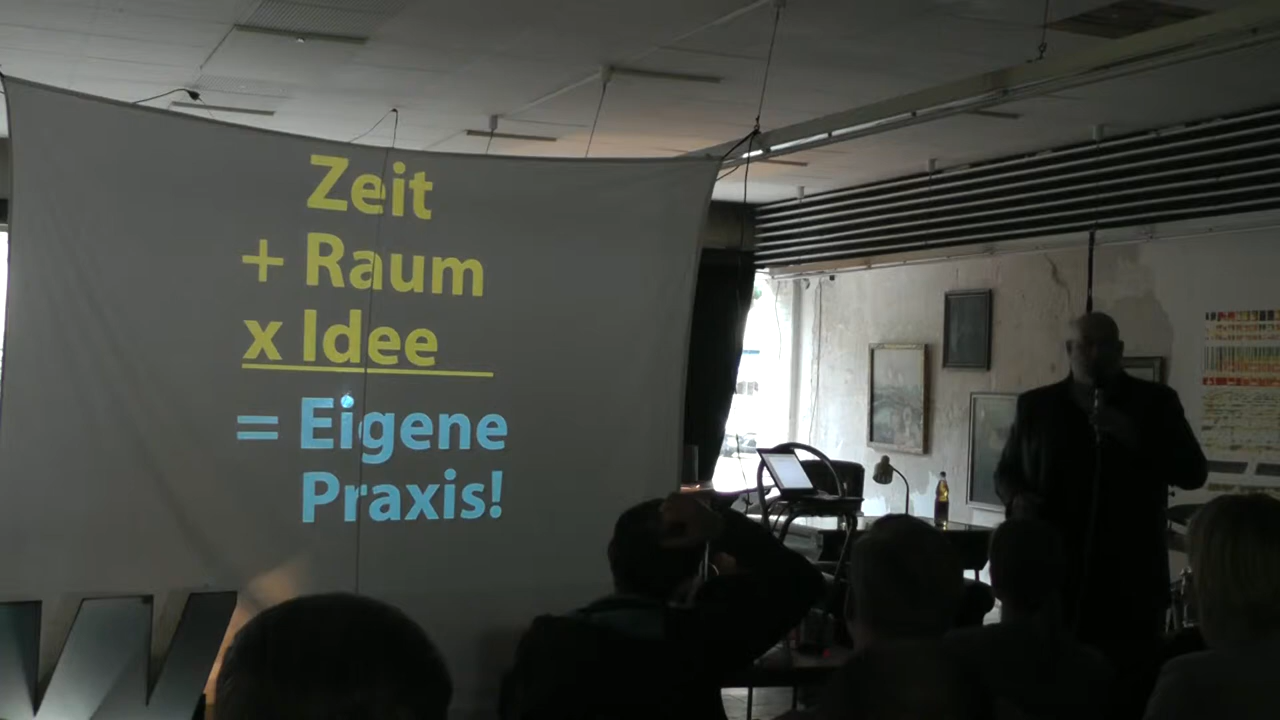 Zeit
+ Raum
x Idee
= Eigene
Praxis!
W